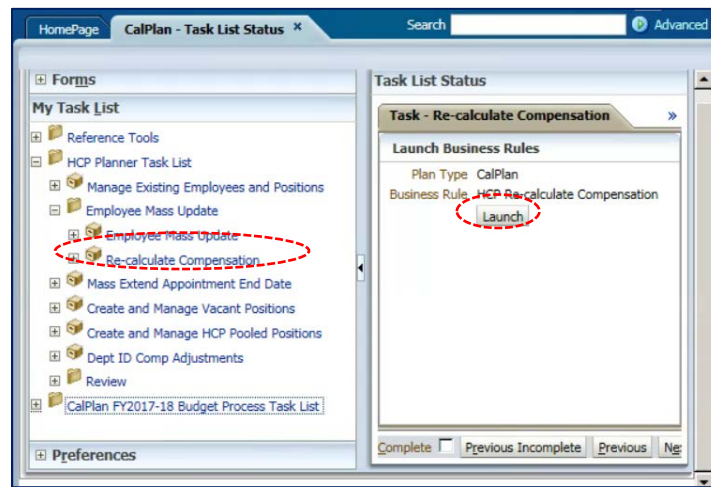 HomePage
CalPlan - Task List Status ×
Search
Advanced
Forms
My Task List
Reference Tools
HCP Planner Task List
Manage Existing Employees and Positions
Employee Mass Update
Employee Mass Update
Re-calculate Compensation
Mass Extend Appointment End Date
Create and Manage Vacant Positions
Create and Manage HCP Pooled Positions
Dept ID Comp Adjustments
Review
CalPlan FY2017-18 Budget Process Task List
Preferences
Task List Status
Task - Re-calculate Compensation »
Launch Business Rules
Plan Type CalPlan
Business Rule HCP Re-calculate Compensation
Launch
Complete Previous Incomplete Previous Ne